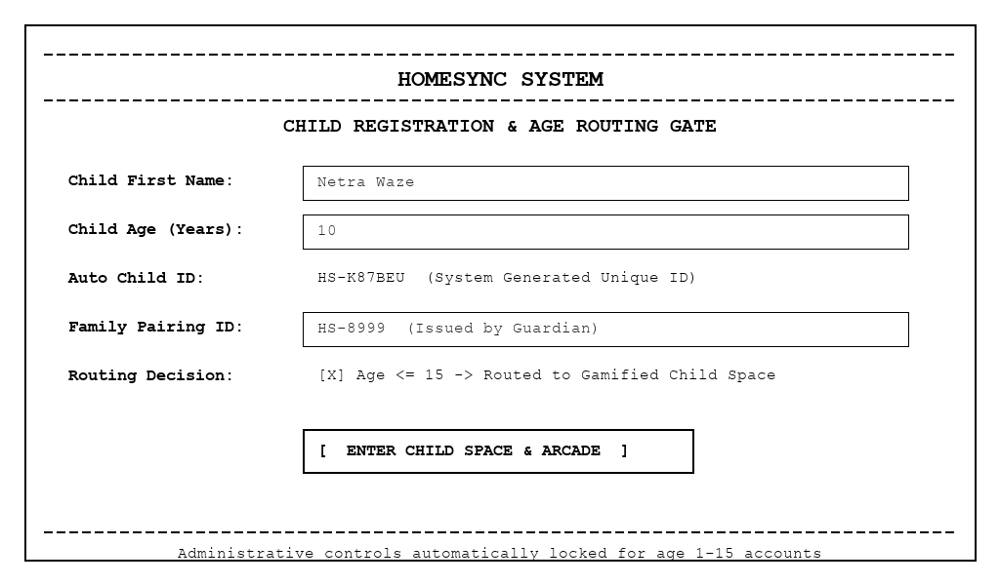 HOMESYNC SYSTEM
CHILD REGISTRATION & AGE ROUTING GATE
Child First Name: Netra Waze
Child Age (Years): 10
Auto Child ID: HS-K87BEU (System Generated Unique ID)
Family Pairing ID: HS-8999 (Issued by Guardian)
Routing Decision: [X] Age <= 15 -> Routed to Gamified Child Space
[ ENTER CHILD SPACE & ARCADE ]
Administrative controls automatically locked for age 1-15 accounts